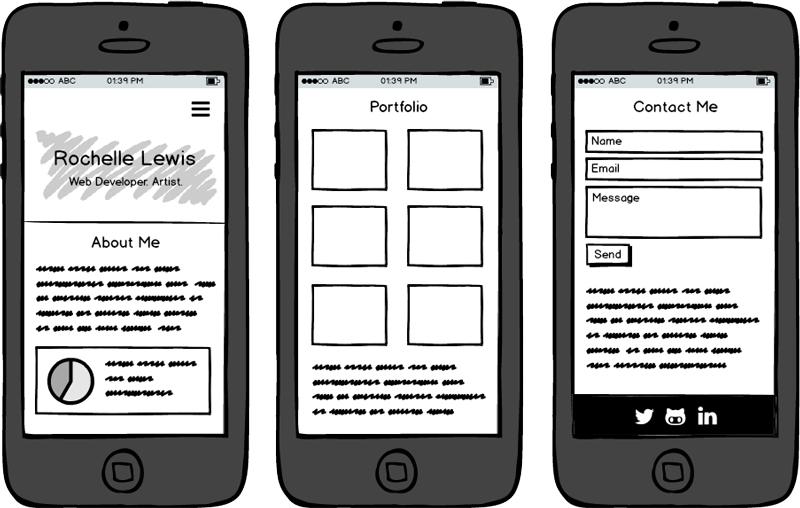 ABC 01:39 PM
Rochelle Lewis
Web Developer. Artist.
About Me
ABC 01:39 PM
Portfolio
ABC 01:39 PM
Contact Me
Name
Email
Message
Send
in